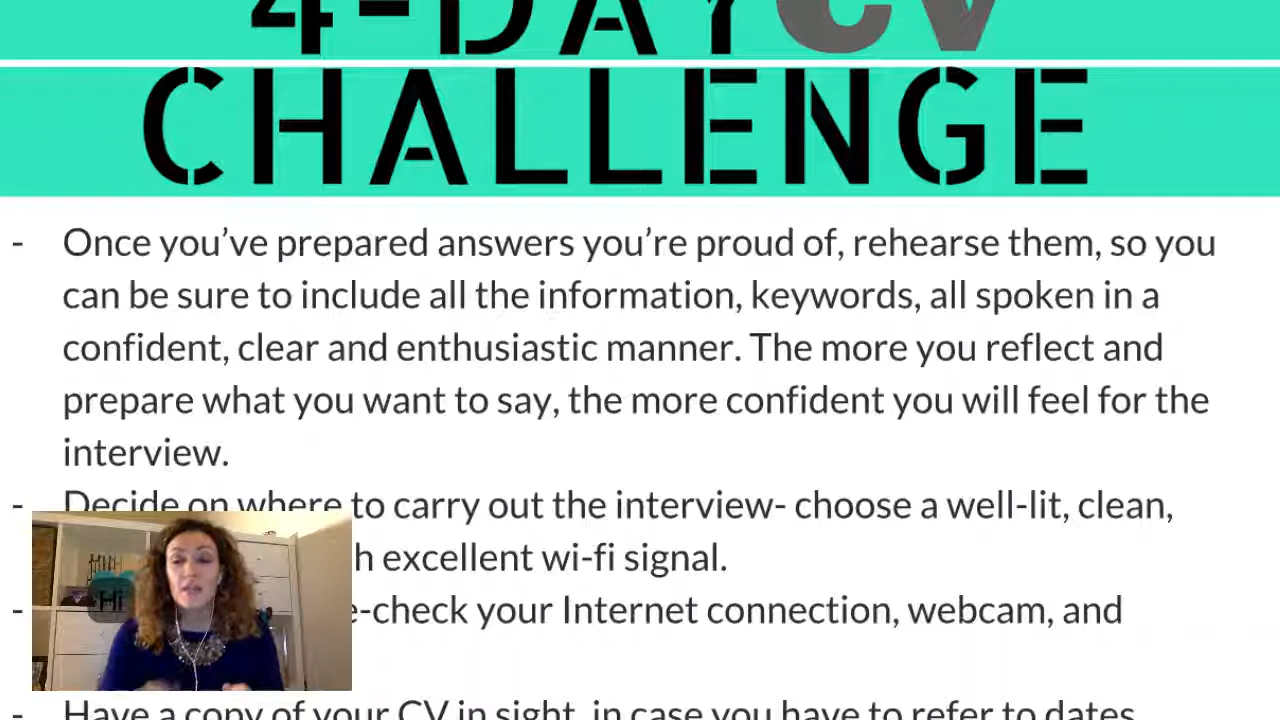 4-DAY CV
CHALLENGE
- Once you’ve prepared answers you’re proud of, rehearse them, so you
can be sure to include all the information, keywords, all spoken in a
confident, clear and enthusiastic manner. The more you reflect and
prepare what you want to say, the more confident you will feel for the
interview.
- Decide on where to carry out the interview- choose a well-lit, clean,
excellent wi-fi signal.
- your Internet connection, webcam, and
- Have a copy of your CV in sight, in case you have to refer to dates
Hi